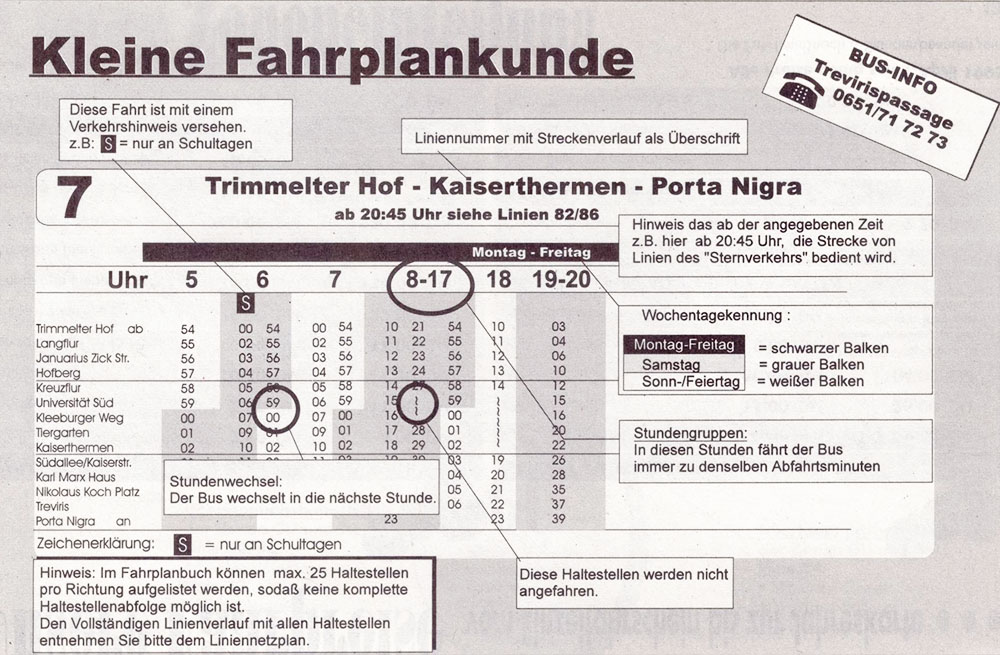 Kleine Fahrplankunde
BUS-INFO
Trevirispassage
0651/71 72 73
Diese Fahrt ist mit einem
Verkehrshinweis versehen.
z.B: S = nur an Schultagen
Liniennummer mit Streckenverlauf als Überschrift
7 Trimmelter Hof - Kaiserthermen - Porta Nigra
ab 20:45 Uhr siehe Linien 82/86
Hinweis das ab der angegebenen Zeit
z.B. hier ab 20:45 Uhr, die Strecke von
Linien des "Sternverkehrs" bedient wird.
Montag - Freitag
Uhr 5 6 7 8-17 18 19-20
S
Trimmelter Hof ab 54 00 54 00 54 10 21 54 10 03
Langflur 55 02 55 02 55 11 22 55 11 04
Januarius Zick Str. 56 03 56 03 56 12 23 56 12 06
Hofberg 57 04 57 04 57 13 24 57 13 10
Kreuzflur 58 05 58 05 58 14 27 58 14 12
Universität Süd 59 06 59 06 59 15 ~ 59 ~ 15
Kleeburger Weg 00 07 00 07 00 16 ~ 00 ~ 16
Tiergarten 01 09 01 09 01 17 28 01 ~ 20
Kaiserthermen 02 10 02 10 02 18 29 02 ~ 22
Südallee/Kaiserstr. 03 19 26
Karl Marx Haus 04 20 28
Nikolaus Koch Platz 05 21 35
Treviris 06 22 37
Porta Nigra an 23 23 39
Wochentagekennung :
Montag-Freitag = schwarzer Balken
Samstag = grauer Balken
Sonn-/Feiertag = weißer Balken
Stundengruppen:
In diesen Stunden fährt der Bus
immer zu denselben Abfahrtsminuten
Stundenwechsel:
Der Bus wechselt in die nächste Stunde.
Zeichenerklärung: S = nur an Schultagen
Hinweis: Im Fahrplanbuch können max. 25 Haltestellen
pro Richtung aufgelistet werden, sodaß keine komplette
Haltestellenabfolge möglich ist.
Den Vollständigen Linienverlauf mit allen Haltestellen
entnehmen Sie bitte dem Liniennetzplan.
Diese Haltestellen werden nicht
angefahren.